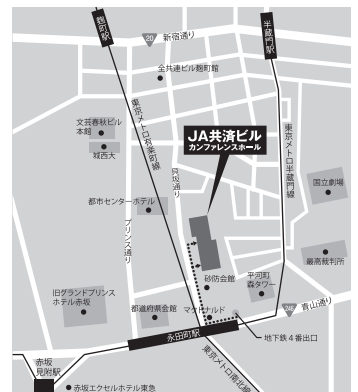 麴町駅
半蔵門駅
20
新宿通り
全共連ビル麴町館
文芸春秋ビル
本館
城西大
東京メトロ有楽町線
JA共済ビル
カンファレンスホール
東京メトロ半蔵門線
貝坂通り
国立劇場
都市センターホテル
プリンス通り
最高裁判所
平河町
森タワー
砂防会館
旧グランドプリンス
ホテル赤坂
都道府県会館
マクドナルド
246
青山通り
永田町駅
地下鉄4番出口
赤坂
見附駅
東京メトロ南北線
赤坂エクセルホテル東急